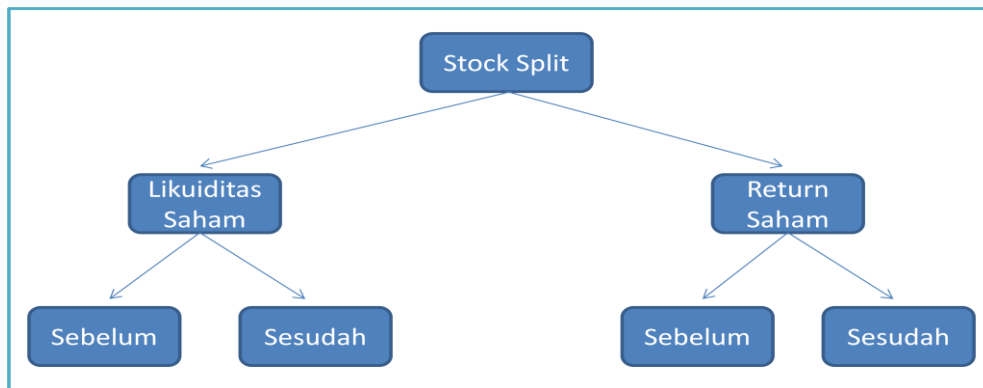 Stock Split
Likuiditas
Saham
Return
Saham
Sebelum
Sesudah
Sebelum
Sesudah